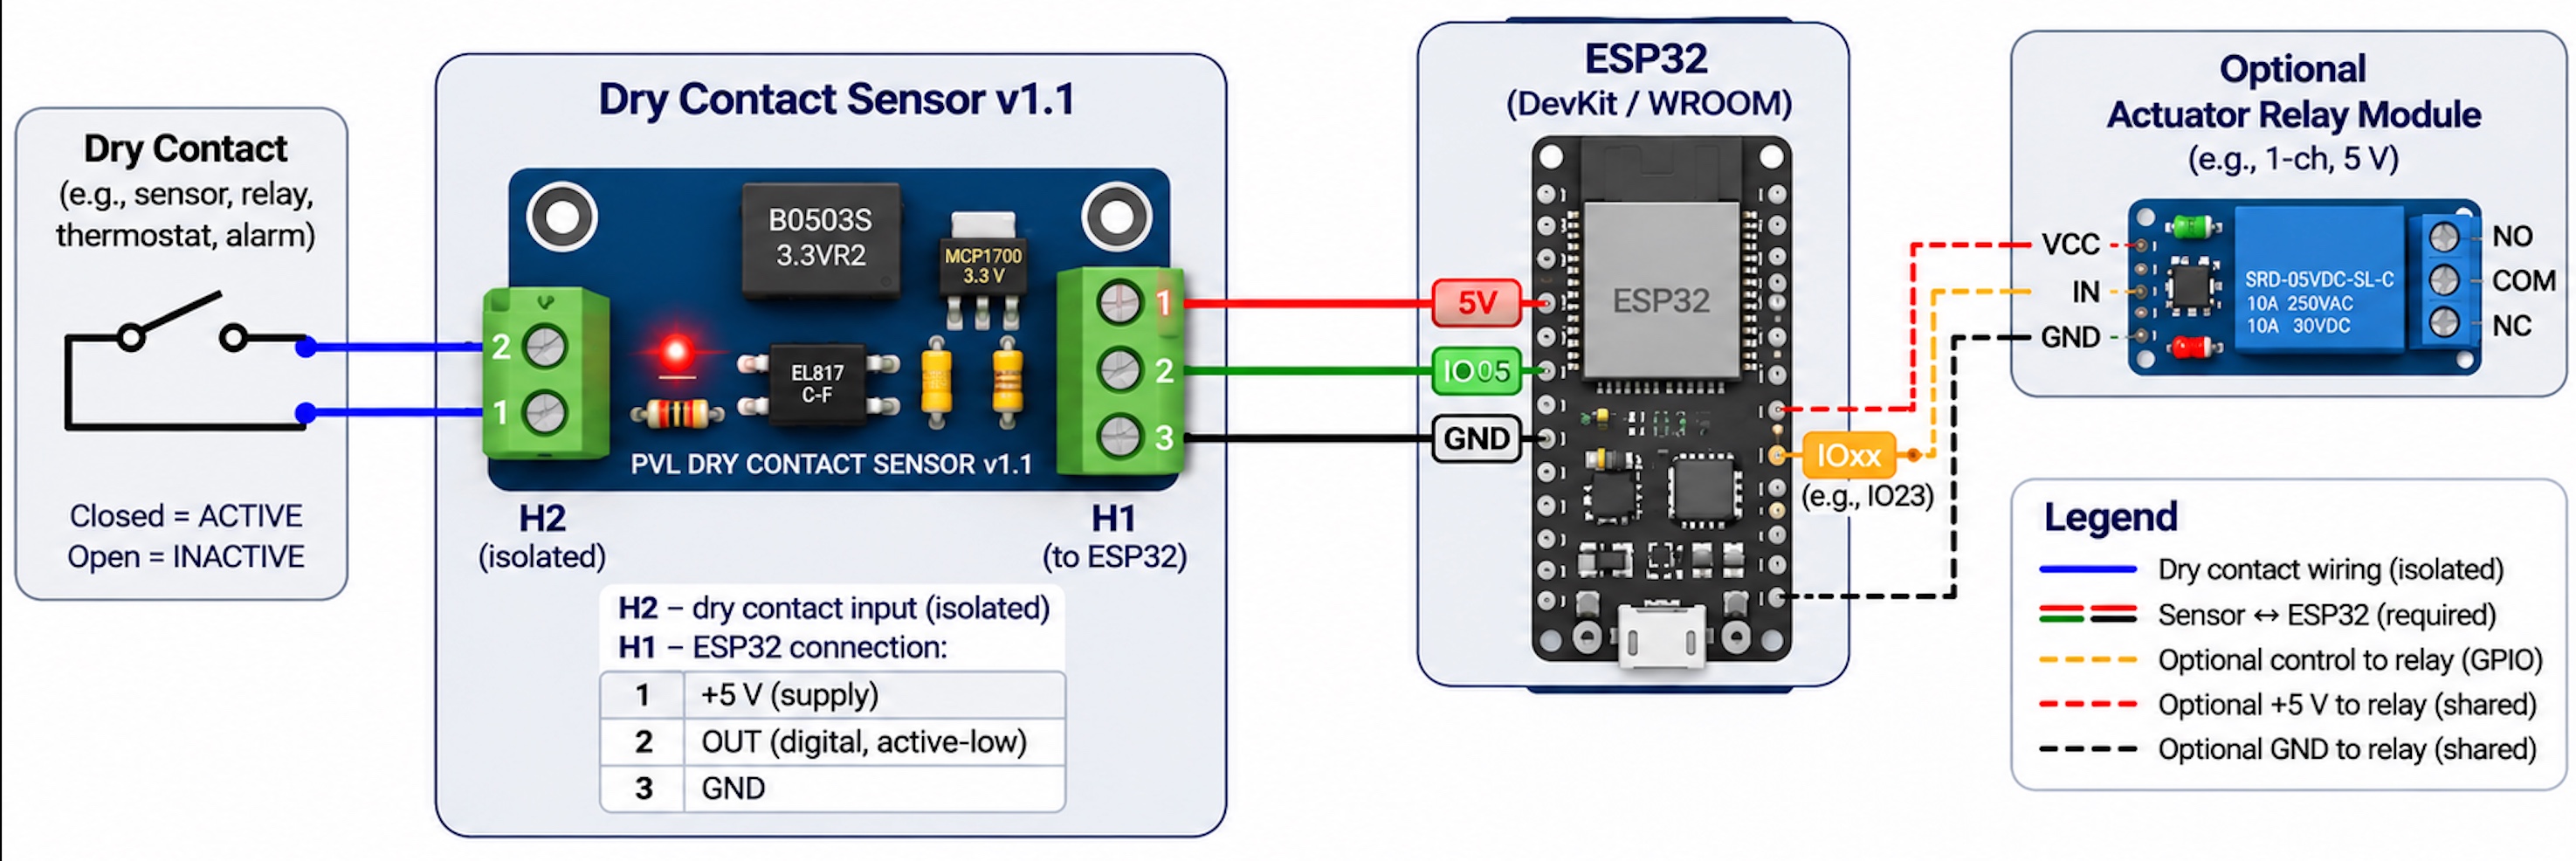 Dry Contact
(e.g., sensor, relay,
thermostat, alarm)
Closed = ACTIVE
Open = INACTIVE
Dry Contact Sensor v1.1
B0503S
3.3VR2
MCP1700
3.3 V
EL817
C-F
2
1
1
2
3
PVL DRY CONTACT SENSOR v1.1
H2
(isolated)
H1
(to ESP32)
H2 – dry contact input (isolated)
H1 – ESP32 connection:
1 +5 V (supply)
2 OUT (digital, active-low)
3 GND
ESP32
(DevKit / WROOM)
5V
IO05
GND
ESP32
IOxx
(e.g., IO23)
Optional
Actuator Relay Module
(e.g., 1-ch, 5 V)
VCC
IN
GND
SRD-05VDC-SL-C
10A 250VAC
10A 30VDC
NO
COM
NC
Legend
Dry contact wiring (isolated)
Sensor ↔ ESP32 (required)
Optional control to relay (GPIO)
Optional +5 V to relay (shared)
Optional GND to relay (shared)